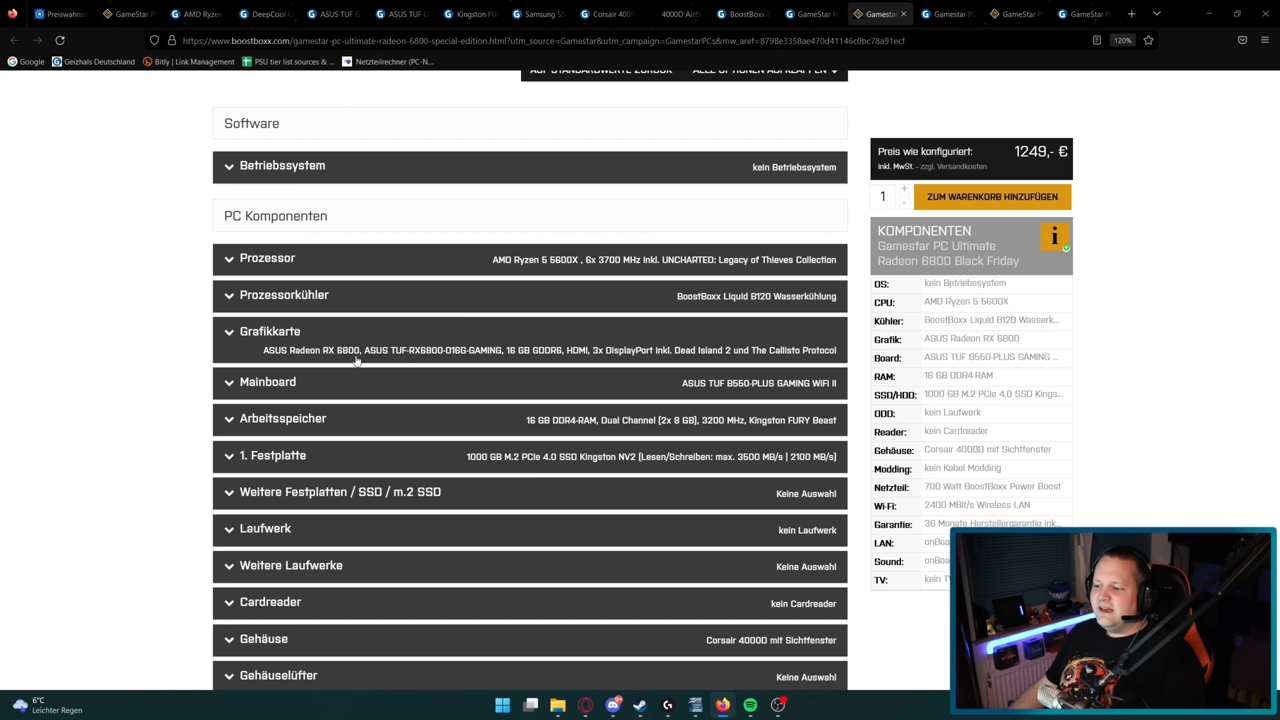 Preiswahnsin
GameStar P
AMD Ryzen
DeepCool G
ASUS TUF G
ASUS TUF G
Kingston FU
Samsung SS
Corsair 400
4000D Airfl
BoostBoxx B
GameStar P
Gamestar
Gamestar P
GameStar P
GameStar P
https://www.boostboxx.com/gamestar-pc-ultimate-radeon-6800-special-edition.html?utm_source=Gamestar&utm_campaign=GamestarPCs&mw_aref=8798e3358ae470d41146c0bc78a91ecf
120%
Google
Geizhals Deutschland
Bitly | Link Management
PSU tier list sources & ...
Netzteilrechner (PC-N...
AUF STANDARDWERTE ZURÜCK
ALLE OPTIONEN AUFKLAPPEN
Software
Betriebssystem
kein Betriebssystem
PC Komponenten
Prozessor
AMD Ryzen 5 5600X , 6x 3700 MHz inkl. UNCHARTED: Legacy of Thieves Collection
Prozessorkühler
BoostBoxx Liquid B120 Wasserkühlung
Grafikkarte
ASUS Radeon RX 6800, ASUS TUF-RX6800-O16G-GAMING, 16 GB GDDR6, HDMI, 3x DisplayPort inkl. Dead Island 2 und The Callisto Protocol
Mainboard
ASUS TUF B550-PLUS GAMING WiFi II
Arbeitsspeicher
16 GB DDR4-RAM, Dual Channel (2x 8 GB), 3200 MHz, Kingston FURY Beast
1. Festplatte
1000 GB M.2 PCIe 4.0 SSD Kingston NV2 (Lesen/Schreiben: max. 3500 MB/s | 2100 MB/s)
Weitere Festplatten / SSD / m.2 SSD
Keine Auswahl
Laufwerk
kein Laufwerk
Weitere Laufwerke
Keine Auswahl
Cardreader
kein Cardreader
Gehäuse
Corsair 4000D mit Sichtfenster
Gehäuselüfter
Keine Auswahl
Preis wie konfiguriert:
1249,- €
inkl. MwSt. - zzgl. Versandkosten
1
+
-
ZUM WARENKORB HINZUFÜGEN
KOMPONENTEN
Gamestar PC Ultimate
Radeon 6800 Black Friday
i
OS: kein Betriebssystem
CPU: AMD Ryzen 5 5600X
Kühler: BoostBoxx Liquid B120 Wasserk...
Grafik: ASUS Radeon RX 6800
Board: ASUS TUF B550-PLUS GAMING ...
RAM: 16 GB DDR4-RAM
SSD/HDD: 1000 GB M.2 PCIe 4.0 SSD Kings...
ODD: kein Laufwerk
Reader: kein Cardreader
Gehäuse: Corsair 4000D mit Sichtfenster
Modding: kein Kabel Modding
Netzteil: 700 Watt BoostBoxx Power Boost
Wi-Fi: 2400 MBit/s Wireless LAN
Garantie: 36 Monate Herstellergarantie ink...
LAN: onBoa
Sound: onBoa
TV: kein T
6°C
Leichter Regen